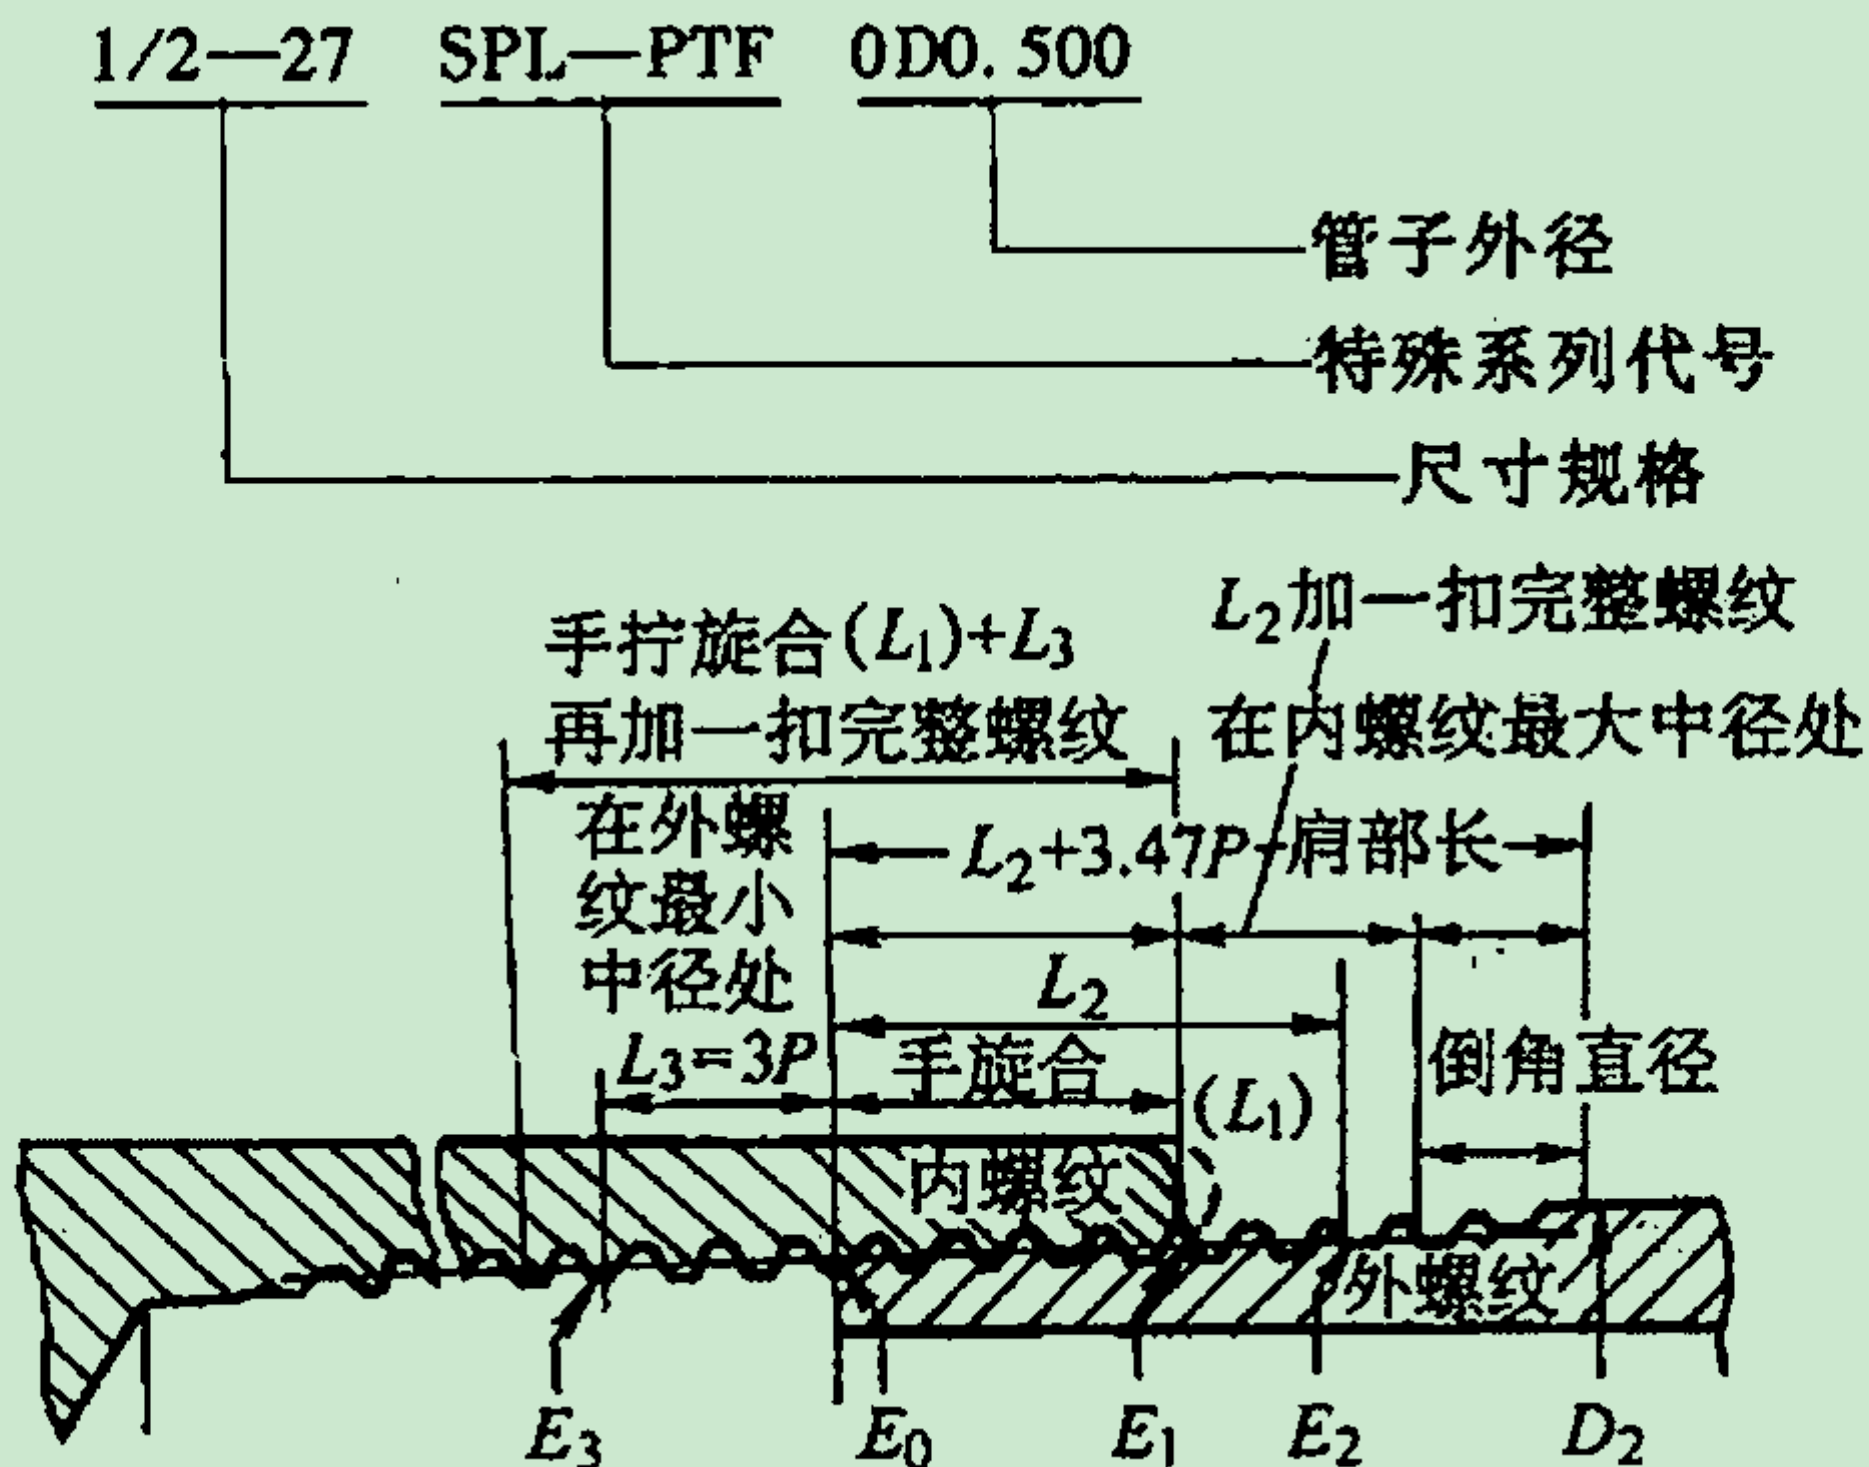 1/2—27 SPL—PTF 0D0.500
管子外径
特殊系列代号
尺寸规格
L₂加一扣完整螺纹
在内螺纹最大中径处
手拧旋合(L₁)+L₃
再加一扣完整螺纹
在外螺
纹最小
中径处
L₂+3.47P 肩部长
L₂
L₃=3P
手旋合
(L₁)
倒角直径
内螺纹
外螺纹
E₃
E₀
E₁
E₂
D₂